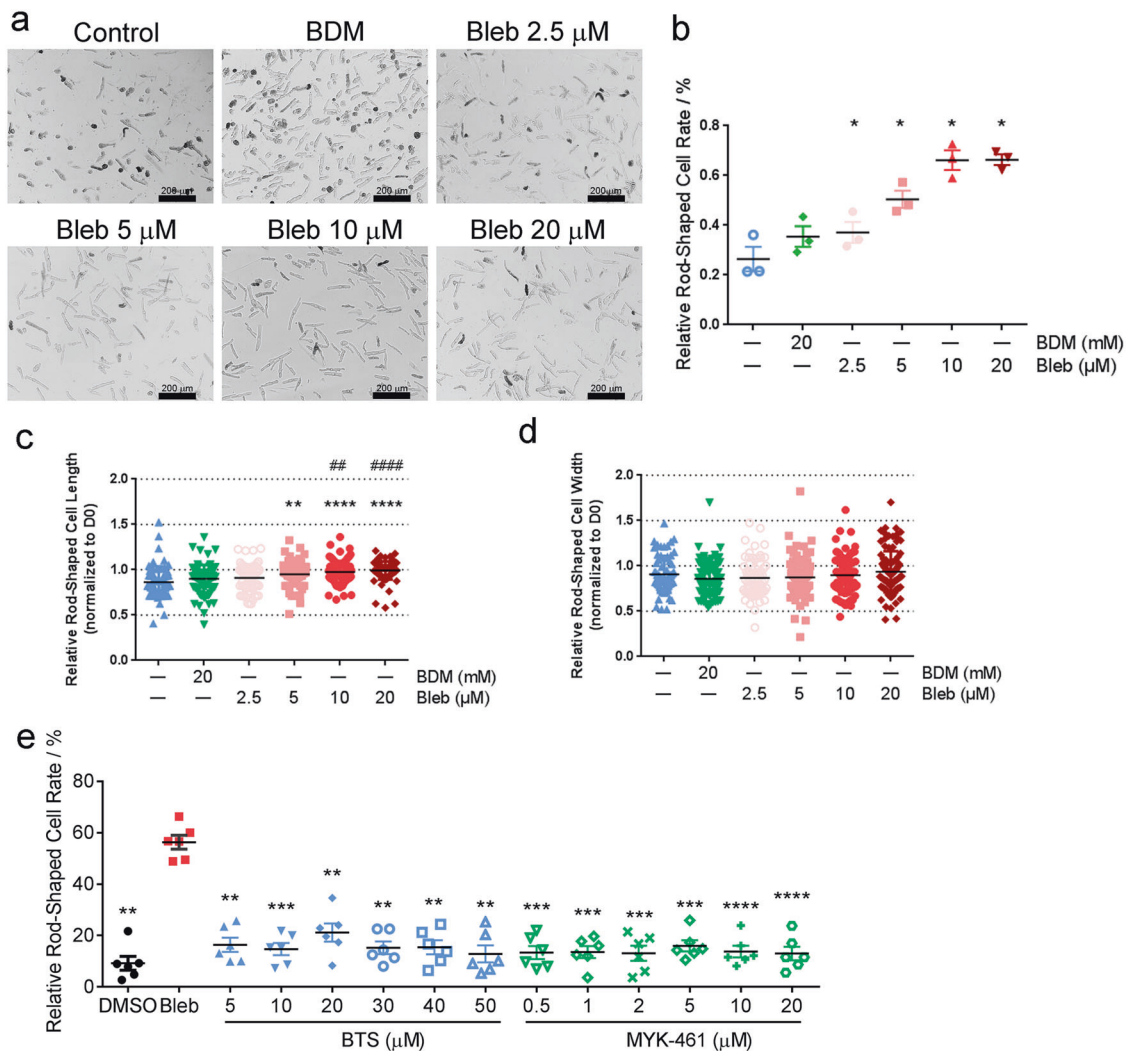 a
Control
BDM
Bleb 2.5 μM
200 μm
200 μm
200 μm
Bleb 5 μM
Bleb 10 μM
Bleb 20 μM
200 μm
200 μm
200 μm
b
Relative Rod-Shaped Cell Rate / %
0.8
0.6
0.4
0.2
0.0
* * * *
— 20 — — — — BDM (mM)
— — 2.5 5 10 20 Bleb (μM)
c
Relative Rod-Shaped Cell Length
(normalized to D0)
2.0
1.5
1.0
0.5
0.0
## ####
** **** ****
— 20 — — — — BDM (mM)
— — 2.5 5 10 20 Bleb (μM)
d
Relative Rod-Shaped Cell Width
(normalized to D0)
2.0
1.5
1.0
0.5
0.0
— 20 — — — — BDM (mM)
— — 2.5 5 10 20 Bleb (μM)
e
Relative Rod-Shaped Cell Rate / %
80
60
40
20
0
** ** *** ** ** ** ** *** *** *** *** **** ****
DMSO Bleb 5 10 20 30 40 50 0.5 1 2 5 10 20
BTS (μM) MYK-461 (μM)